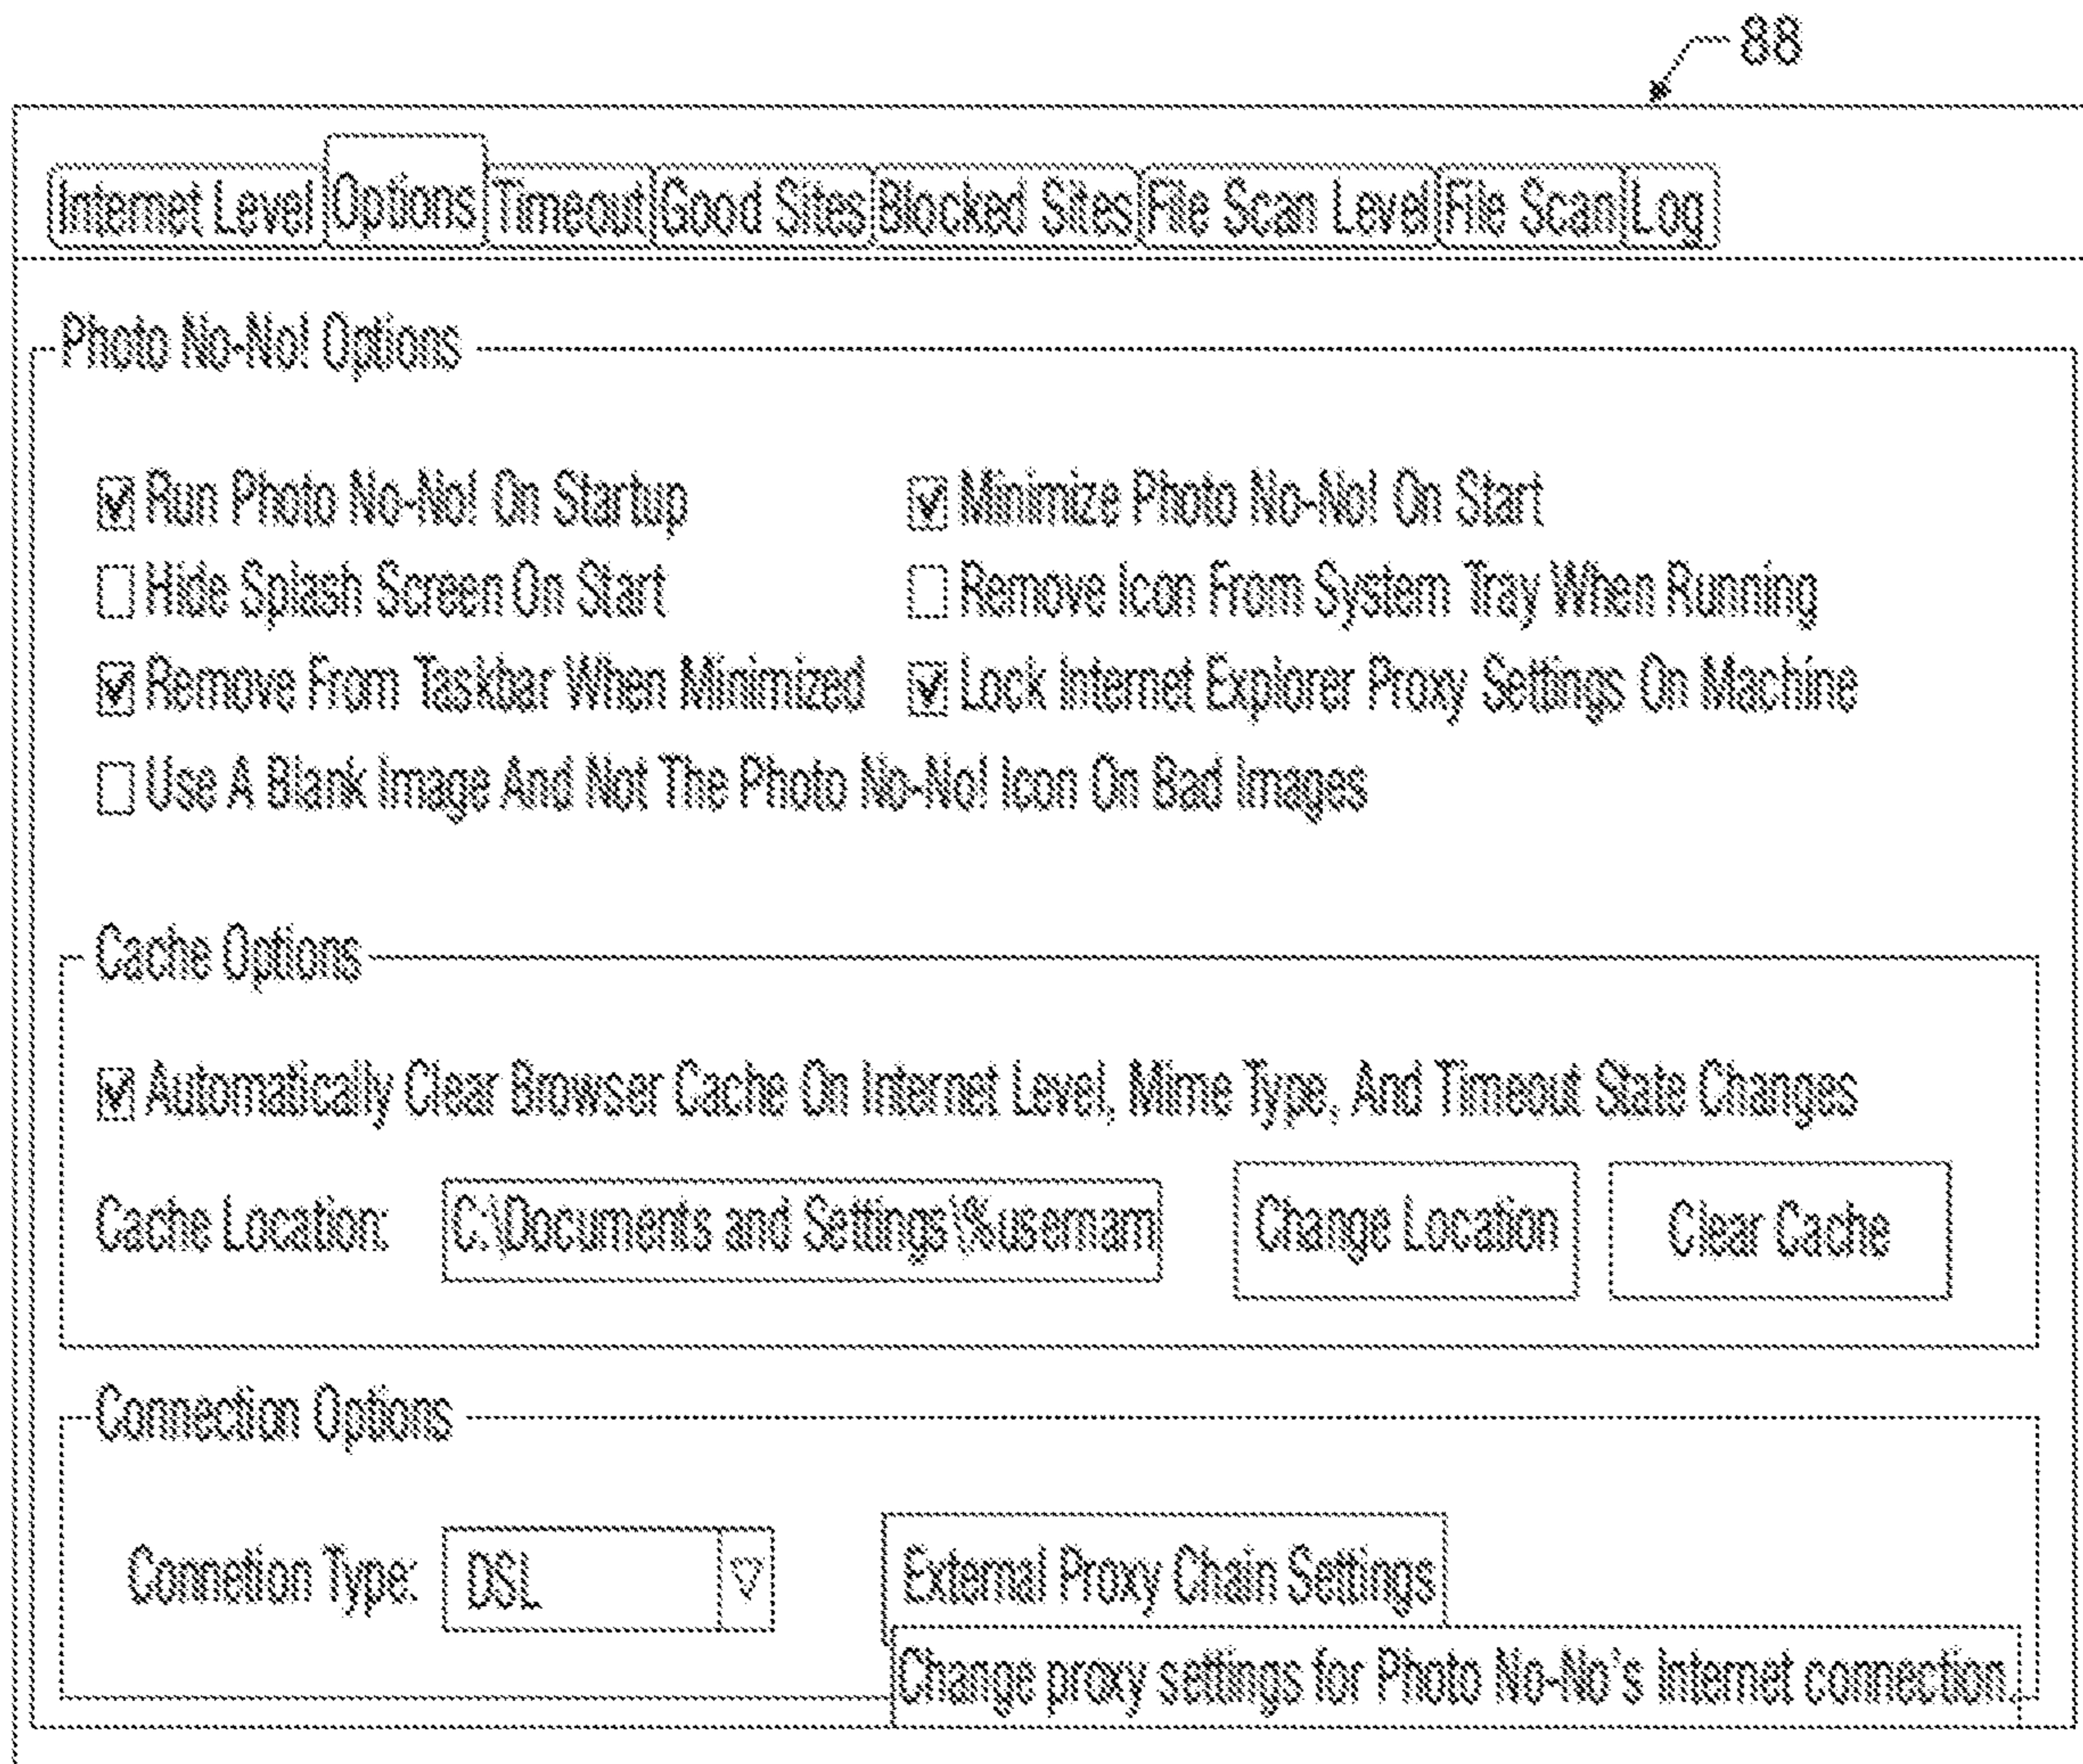 88
Internet Level Options Timeout Good Sites Blocked Sites File Scan Level File Scan Log
Photo No-No! Options
Run Photo No-No! On Startup Minimize Photo No-No! On Start
Hide Splash Screen On Start Remove Icon From System Tray When Running
Remove From Taskbar When Minimized Lock Internet Explorer Proxy Settings On Machine
Use A Blank Image And Not The Photo No-No! Icon On Bad Images
Cache Options
Automatically Clear Browser Cache On Internet Level, Mime Type, And Timeout State Changes
Cache Location: C:\Documents and Settings\%usernam Change Location Clear Cache
Connection Options
Connetion Type: DSL External Proxy Chain Settings
Change proxy settings for Photo No-No's Internet connection.